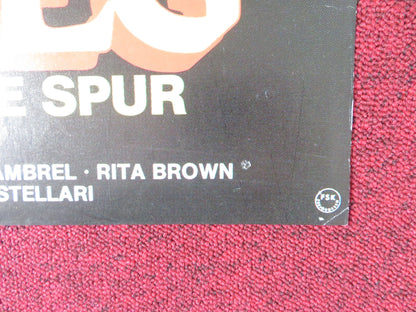 E SPUR
AMBREL · RITA BROWN
STELLARI
FSK